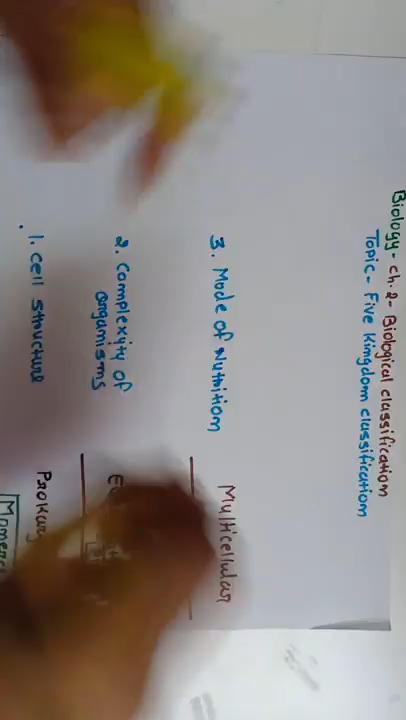 Biology- ch.2- Biological classification
Topic- Five kingdom classification
3. Mode of Nutrition
Multicellular
2. Complexity of
organisms
1. cell structure